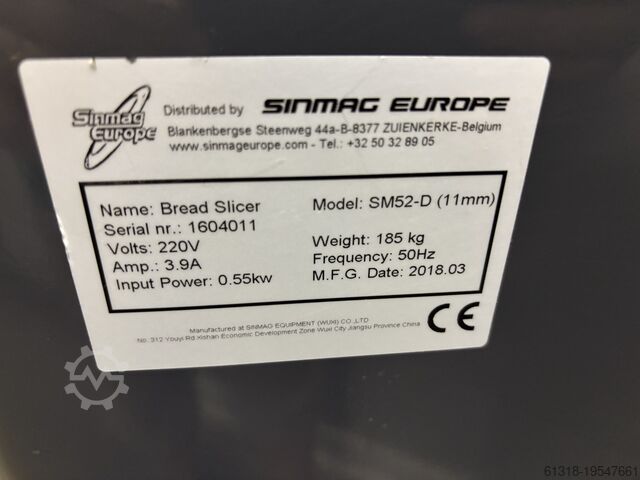 Sinmag Europe
Distributed by SINMAG EUROPE
Blankenbergse Steenweg 44a-B-8377 ZUIENKERKE-Belgium
www.sinmageurope.com - Tel.: +32 50 32 89 05
Name: Bread Slicer
Model: SM52-D (11mm)
Serial nr.: 1604011
Volts: 220V
Weight: 185 kg
Amp.: 3.9A
Frequency: 50Hz
Input Power: 0.55kw
M.F.G. Date: 2018.03
Manufactured at SINMAG EQUIPMENT (WUXI) CO.,LTD
No. 312 Youyi Rd.Xishan Economic Development Zone Wuxi City Jiangsu Province China
CE
61318-19547661